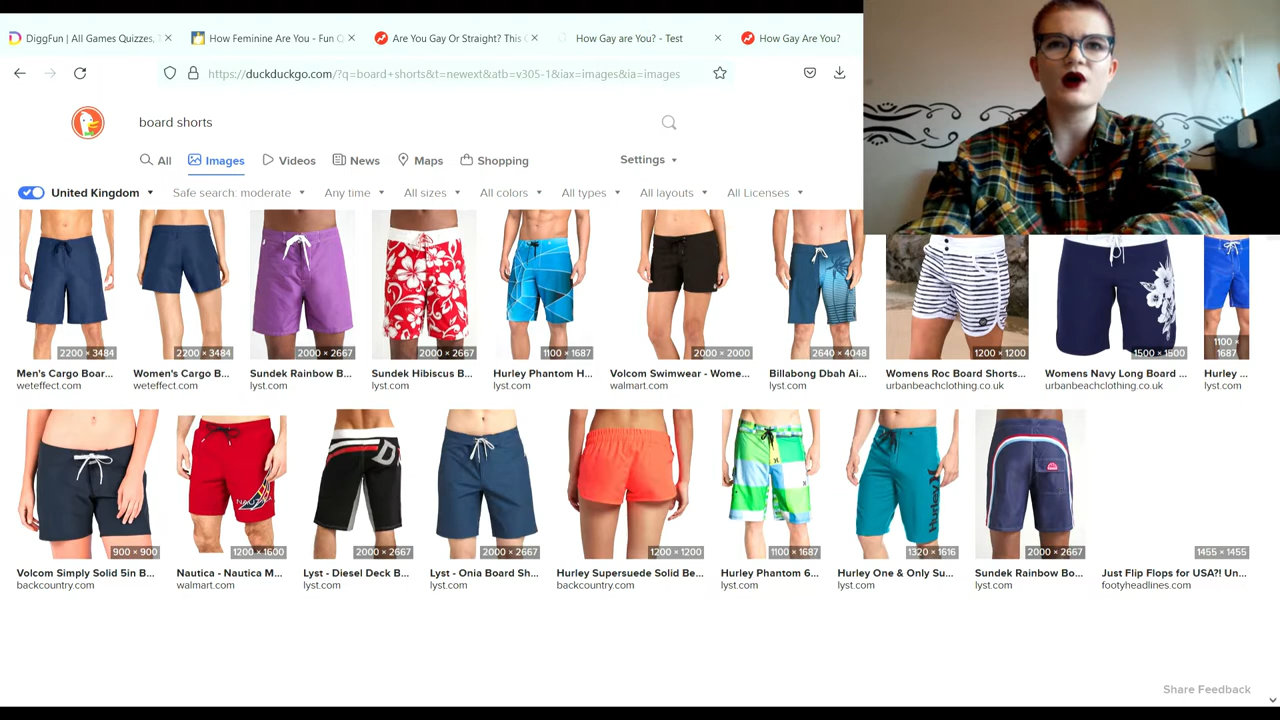 DiggFun | All Games Quizzes,
How Feminine Are You - Fun Q
Are You Gay Or Straight? This
How Gay are You? - Test
How Gay Are You?
https://duckduckgo.com/?q=board+shorts&t=newext&atb=v305-1&iax=images&ia=images
board shorts
All Images Videos News Maps Shopping Settings
United Kingdom Safe search: moderate Any time All sizes All colors All types All layouts All Licenses
2200 × 3484 2200 × 3484 2000 × 2667 2000 × 2667 1100 × 1687 2000 × 2000 2640 × 4048 1200 × 1200 1500 × 1500 1100 × 1687
Men's Cargo Boar... Women's Cargo B... Sundek Rainbow B... Sundek Hibiscus B... Hurley Phantom H... Volcom Swimwear - Wome... Billabong Dbah Ai... Womens Roc Board Shorts... Womens Navy Long Board ... Hurley ...
weteffect.com weteffect.com lyst.com lyst.com lyst.com walmart.com lyst.com urbanbeachclothing.co.uk urbanbeachclothing.co.uk lyst.com
NAUTICA
D
Hurley
900 × 900 1200 × 1600 2000 × 2667 2000 × 2667 1200 × 1200 1100 × 1687 1320 × 1616 2000 × 2667 1455 × 1455
Volcom Simply Solid 5in B... Nautica - Nautica M... Lyst - Diesel Deck B... Lyst - Onia Board Sh... Hurley Supersuede Solid Be... Hurley Phantom 6... Hurley One & Only Su... Sundek Rainbow Bo... Just Flip Flops for USA?! Un...
backcountry.com walmart.com lyst.com lyst.com backcountry.com lyst.com lyst.com lyst.com footyheadlines.com
Share Feedback